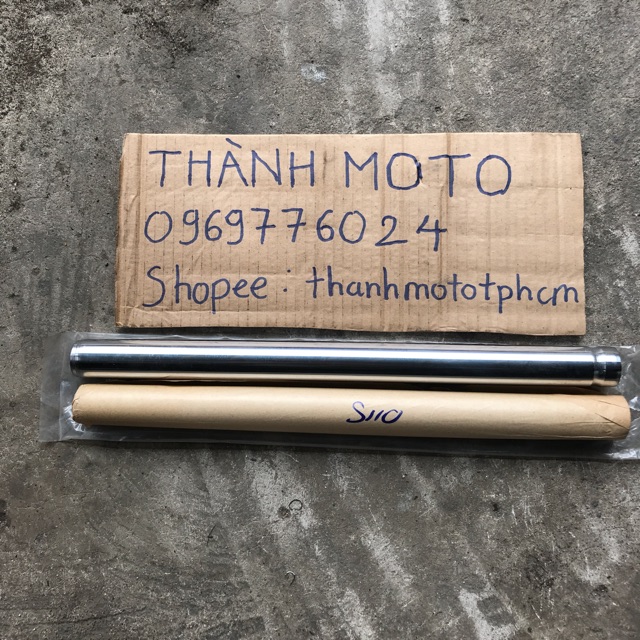 THÀNH MOTO
0969776024
Shopee: thanhmototphcm
S110